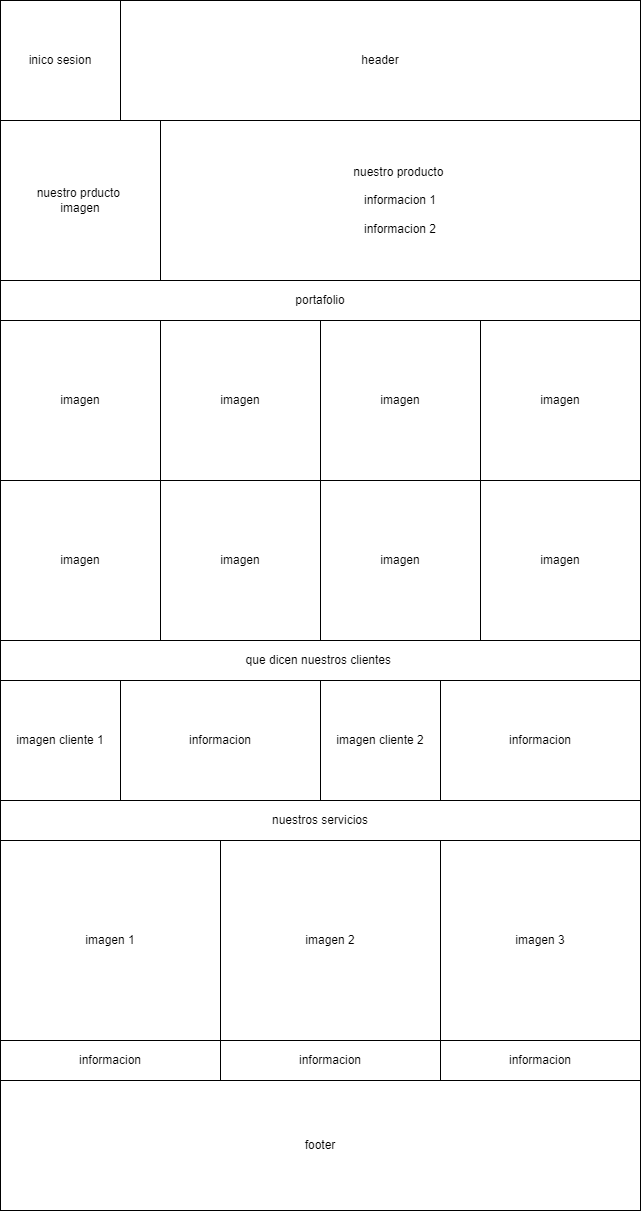 inico sesion
header
nuestro prducto
imagen
nuestro producto
informacion 1
informacion 2
portafolio
imagen
imagen
imagen
imagen
imagen
imagen
imagen
imagen
que dicen nuestros clientes
imagen cliente 1
informacion
imagen cliente 2
informacion
nuestros servicios
imagen 1
imagen 2
imagen 3
informacion
informacion
informacion
footer